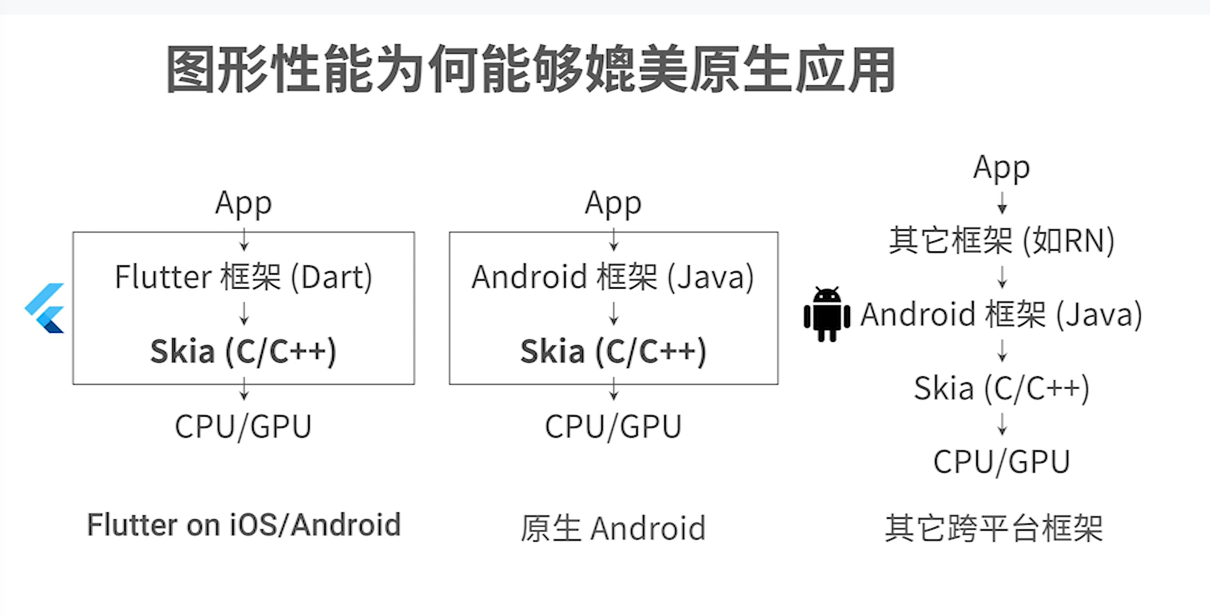 图形性能为何能够媲美原生应用
App
Flutter 框架 (Dart)
Skia (C/C++)
CPU/GPU
Flutter on iOS/Android
App
Android 框架 (Java)
Skia (C/C++)
CPU/GPU
原生 Android
App
其它框架 (如RN)
Android 框架 (Java)
Skia (C/C++)
CPU/GPU
其它跨平台框架